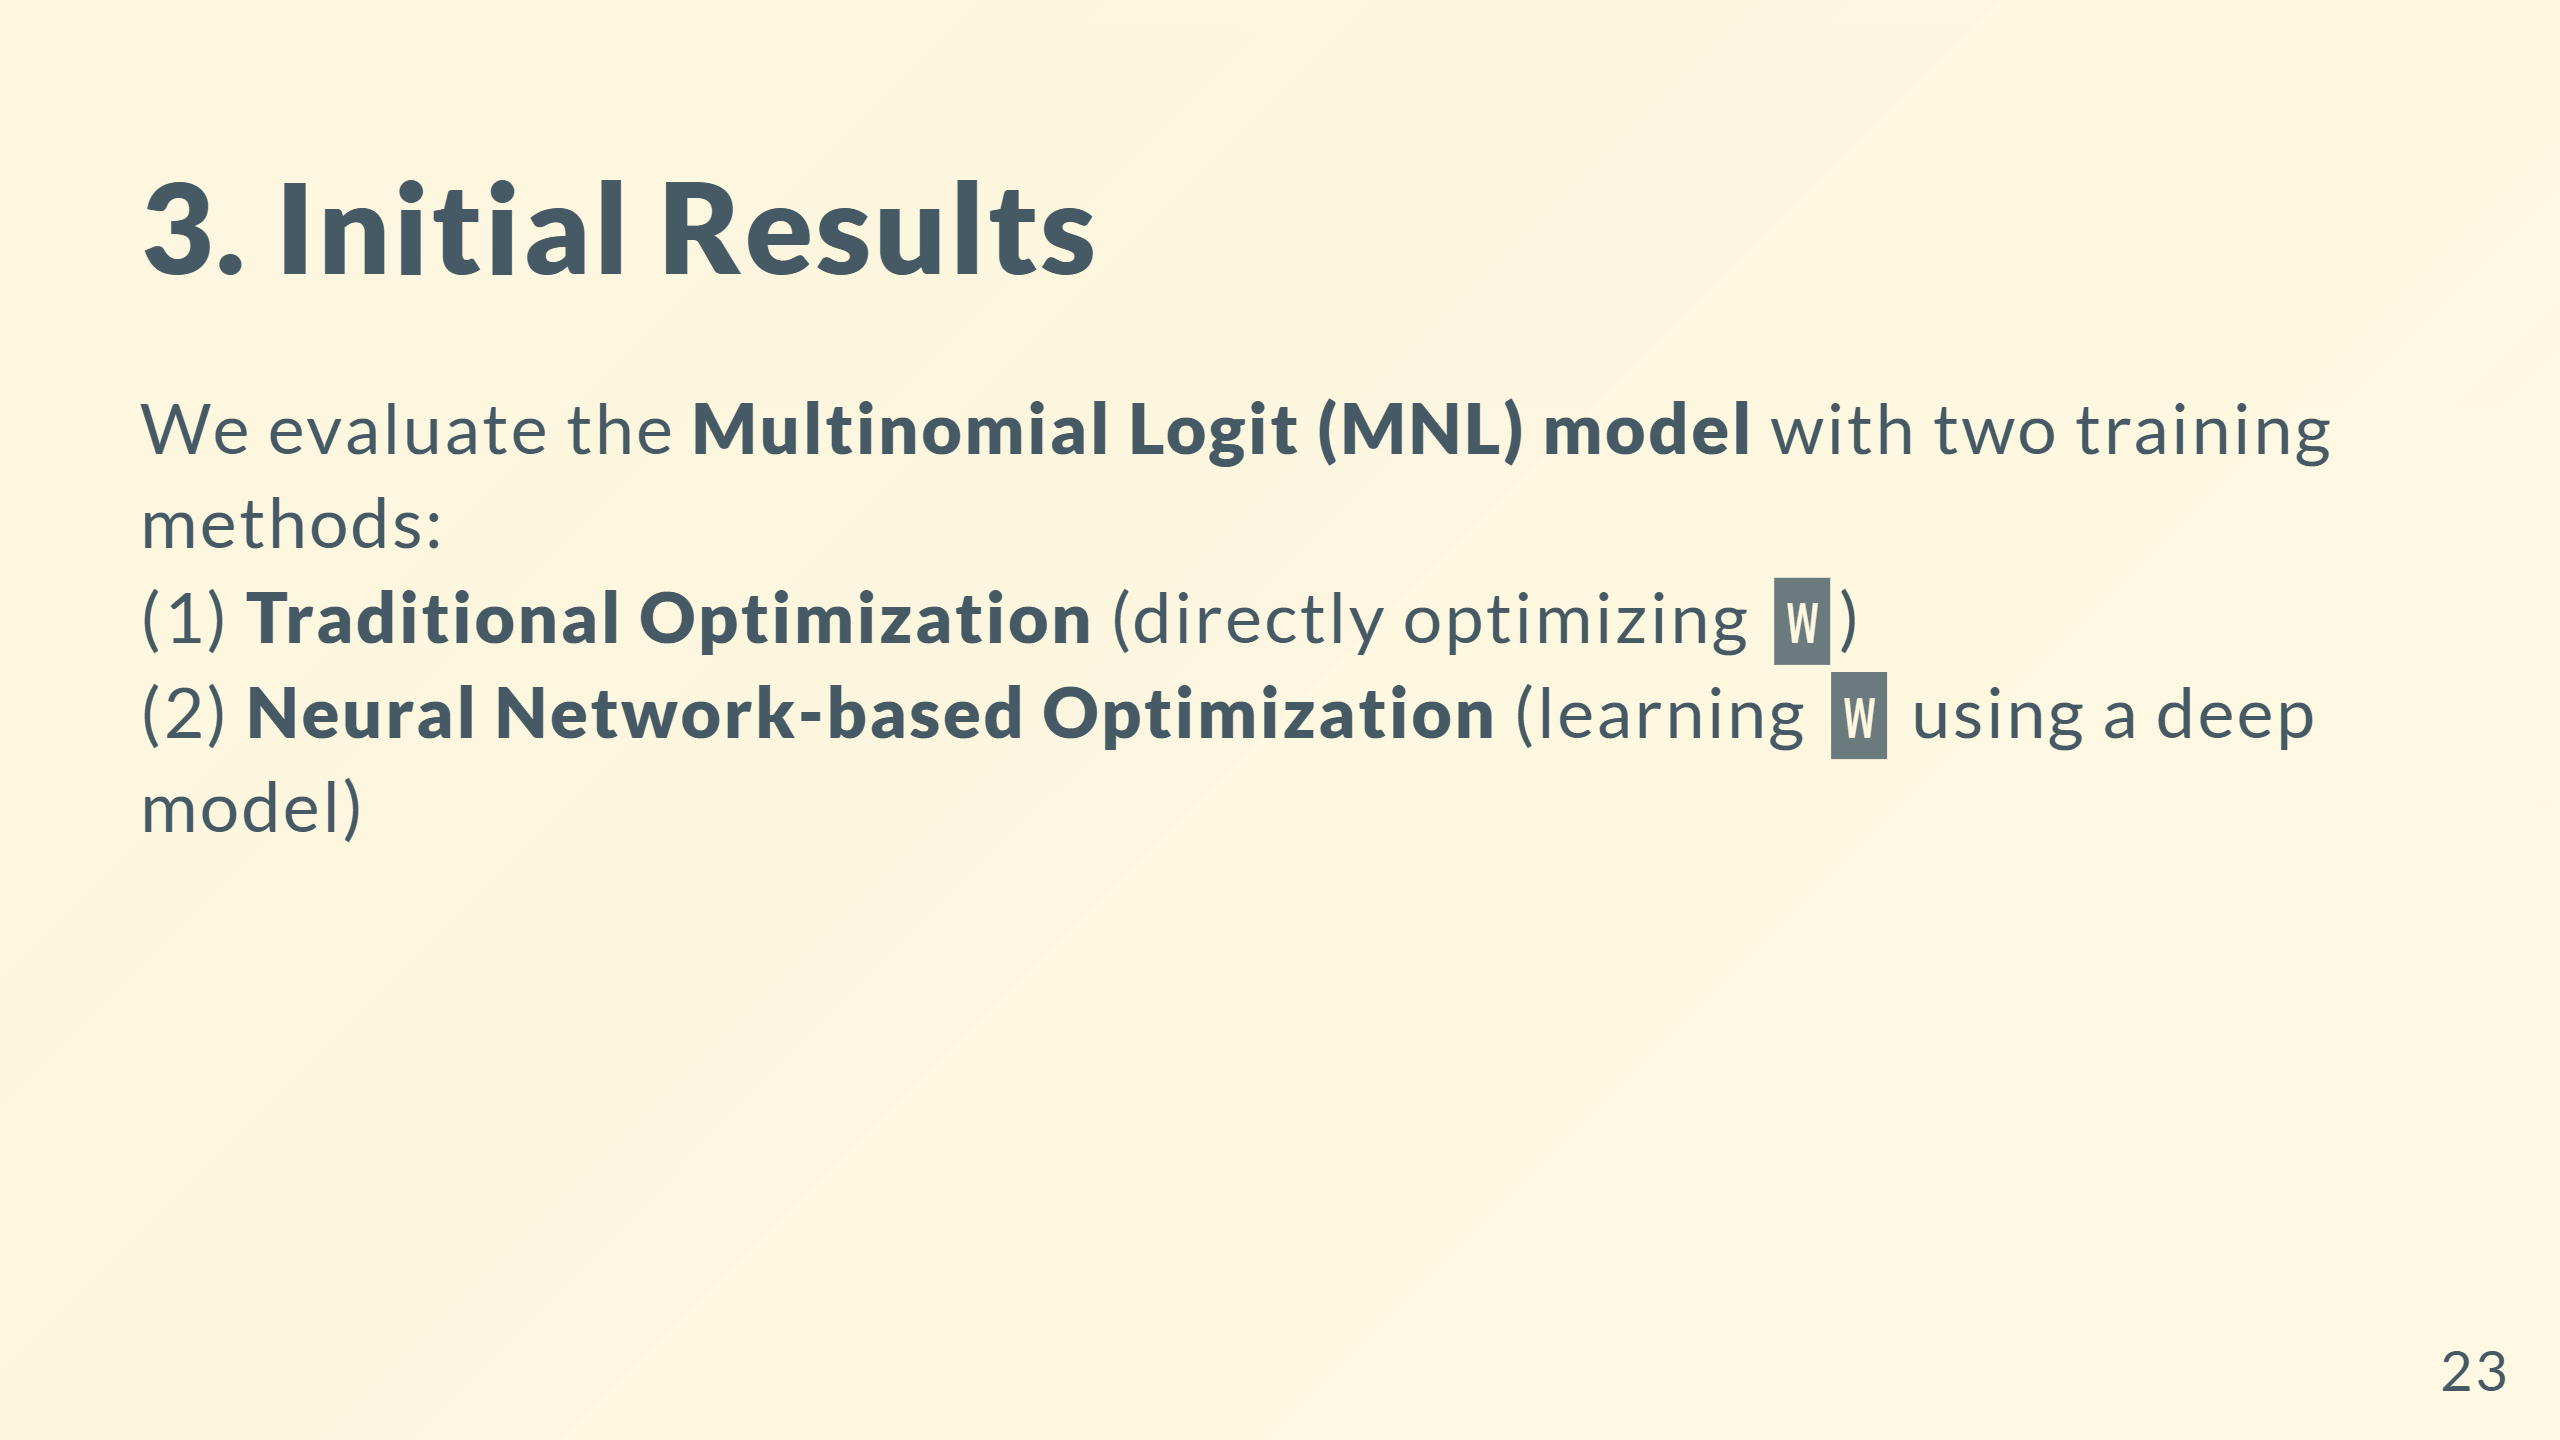 3. Initial Results
We evaluate the Multinomial Logit (MNL) model with two training
methods:
(1) Traditional Optimization (directly optimizing W)
(2) Neural Network-based Optimization (learning W using a deep
model)
23